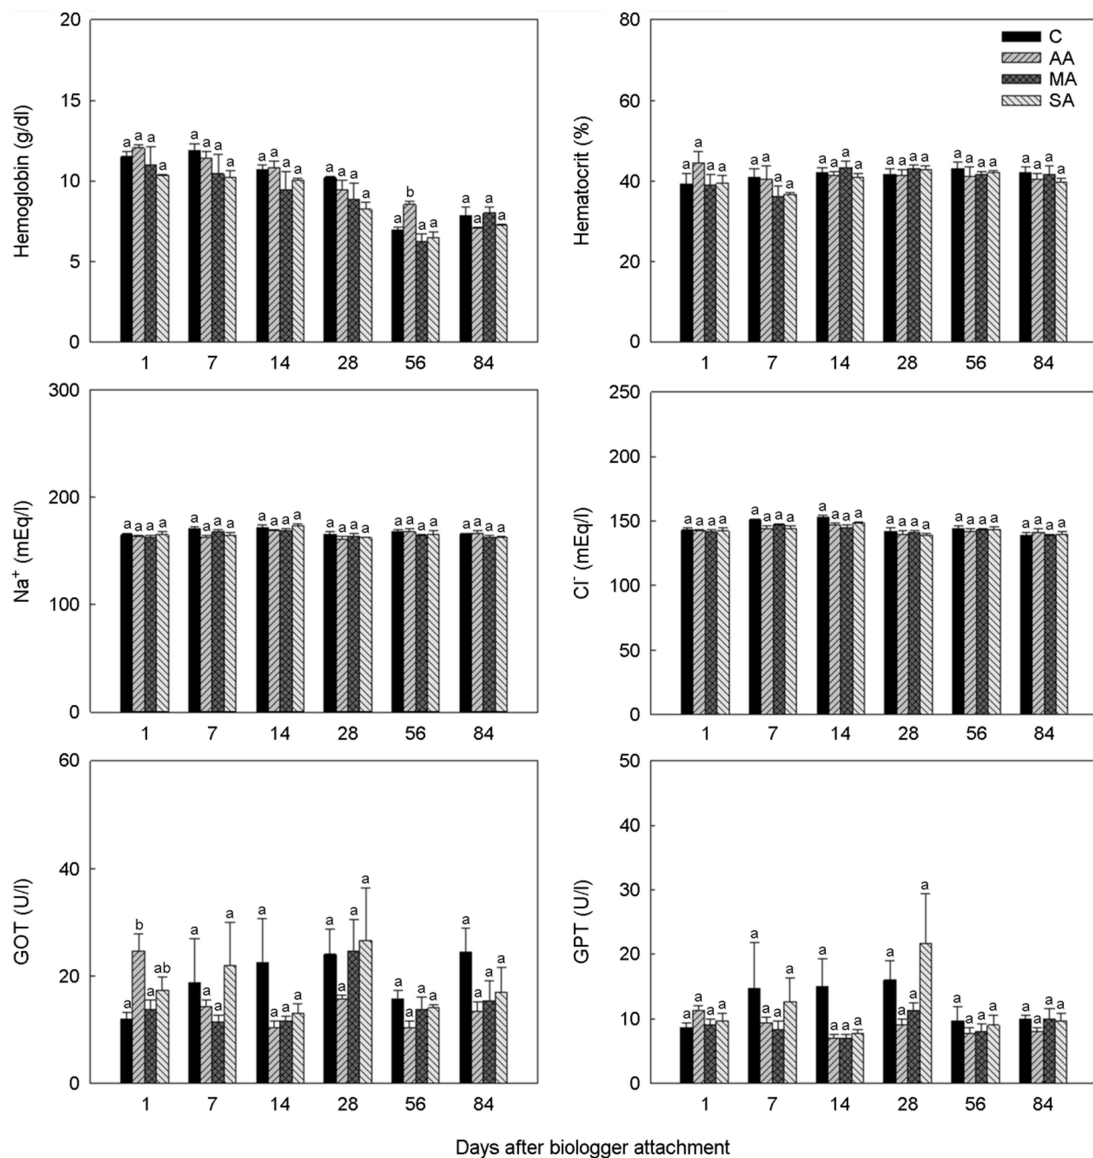 20
15
10
5
0
Hemoglobin (g/dl)
a a a a
a a a a
a a a a
a a a a
a b a a
a a a a
1 7 14 28 56 84
80
60
40
20
0
Hematocrit (%)
C
AA
MA
SA
a a a a
a a a a
a a a a
a a a a
a a a a
a a a a
1 7 14 28 56 84
300
200
100
0
Na⁺ (mEq/l)
a a a a
a a a a
a a a a
a a a a
a a a a
a a a a
1 7 14 28 56 84
250
200
150
100
50
0
Cl⁻ (mEq/l)
a a a a
a a a a
a a a a
a a a a
a a a a
a a a a
1 7 14 28 56 84
60
40
20
0
GOT (U/l)
a b a ab
a a a a
a a a a
a a a a
a a a a
a a a a
1 7 14 28 56 84
50
40
30
20
10
0
GPT (U/l)
a a a a
a a a a
a a a a
a a a a
a a a a
a a a a
1 7 14 28 56 84
Days after biologger attachment